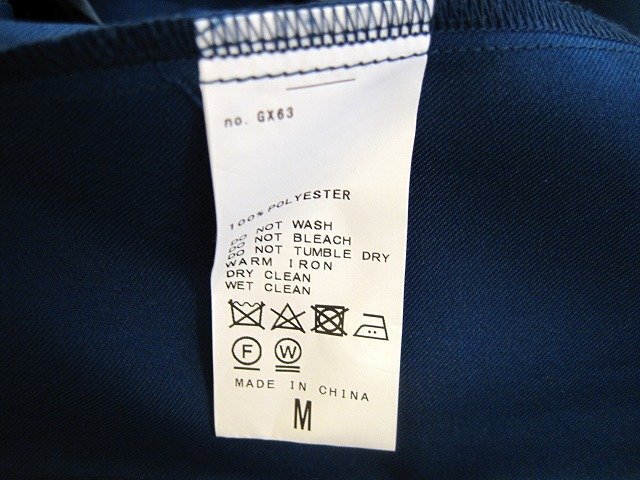 no. GX63
100% POLYESTER
DO NOT WASH
DO NOT BLEACH
DO NOT TUMBLE DRY
WARM IRON
DRY CLEAN
WET CLEAN
F W
MADE IN CHINA
M